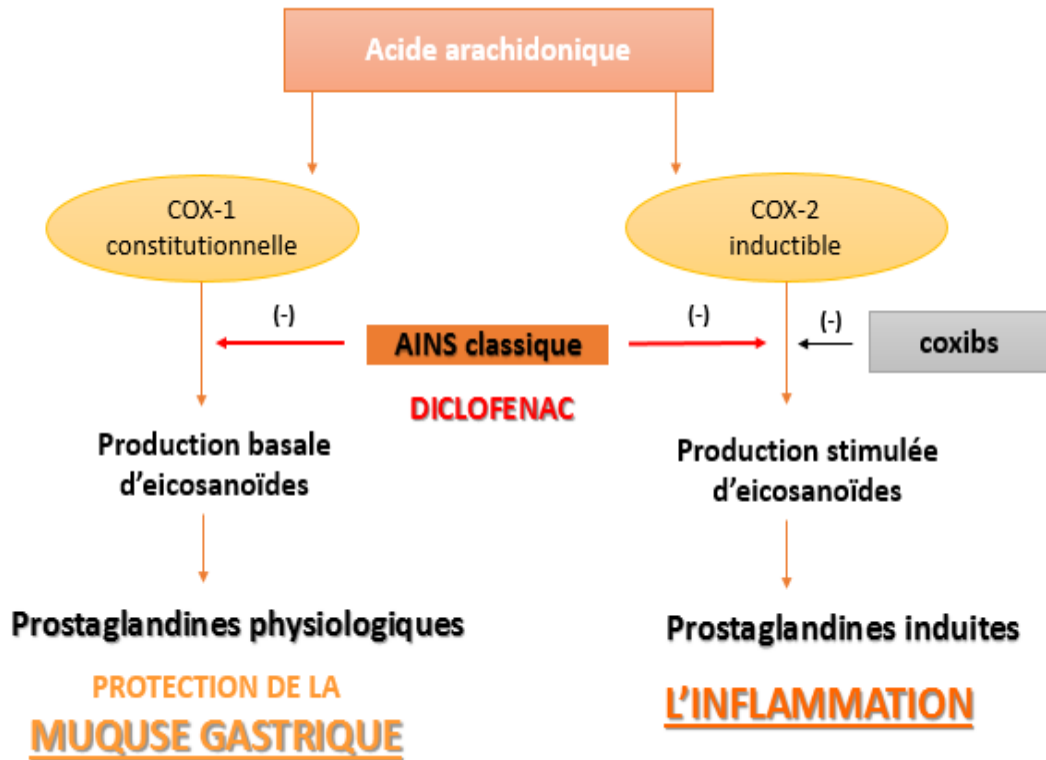 Acide arachidonique
COX-1
constitutionnelle
COX-2
inductible
(-)
(-)
(-)
AINS classique
coxibs
DICLOFENAC
Production basale
d'eicosanoïdes
Production stimulée
d'eicosanoïdes
Prostaglandines physiologiques
Prostaglandines induites
PROTECTION DE LA
MUQUSE GASTRIQUE
L'INFLAMMATION